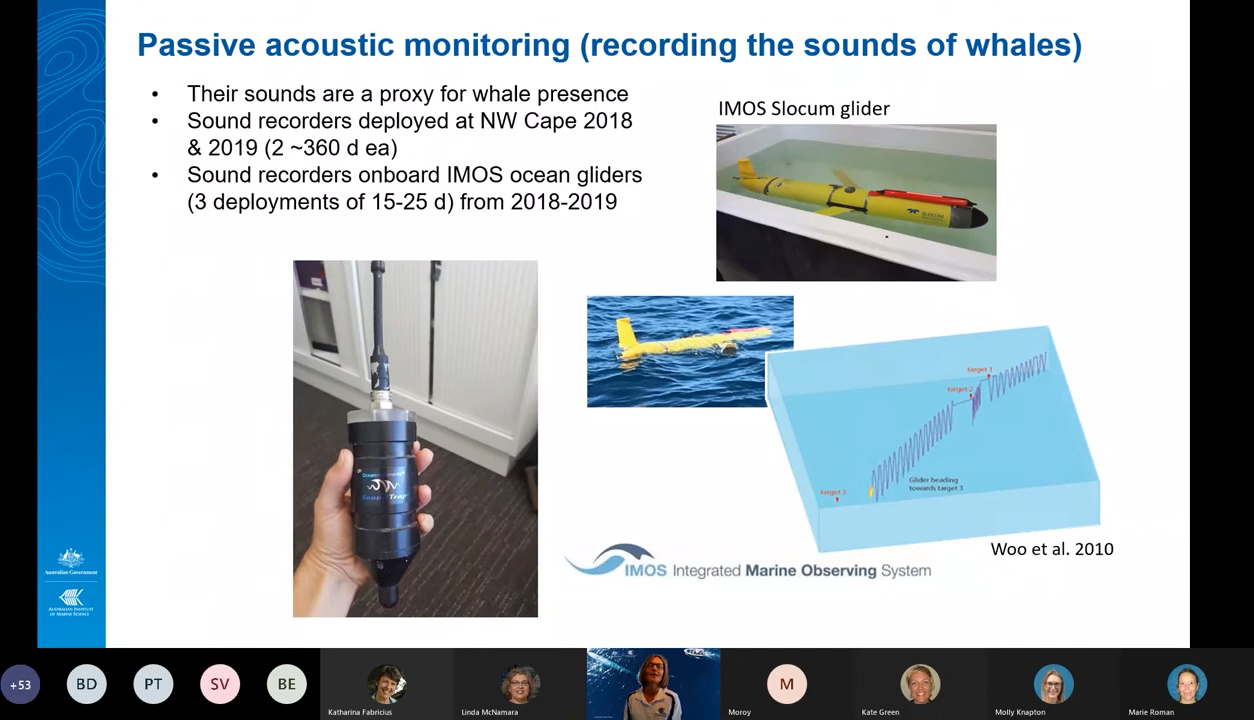 Passive acoustic monitoring (recording the sounds of whales)
• Their sounds are a proxy for whale presence
• Sound recorders deployed at NW Cape 2018
& 2019 (2 ~360 d ea)
• Sound recorders onboard IMOS ocean gliders
(3 deployments of 15-25 d) from 2018-2019
IMOS Slocum glider
target 1
target 2
Glider heading
towards target 3
target 3
Woo et al. 2010
IMOS Integrated Marine Observing System
Australian Government
AUSTRALIAN INSTITUTE
OF MARINE SCIENCE
+53
BD
PT
SV
BE
Katharina Fabricius
Linda McNamara
M
Moroy
Kate Green
Molly Knapton
Marie Roman